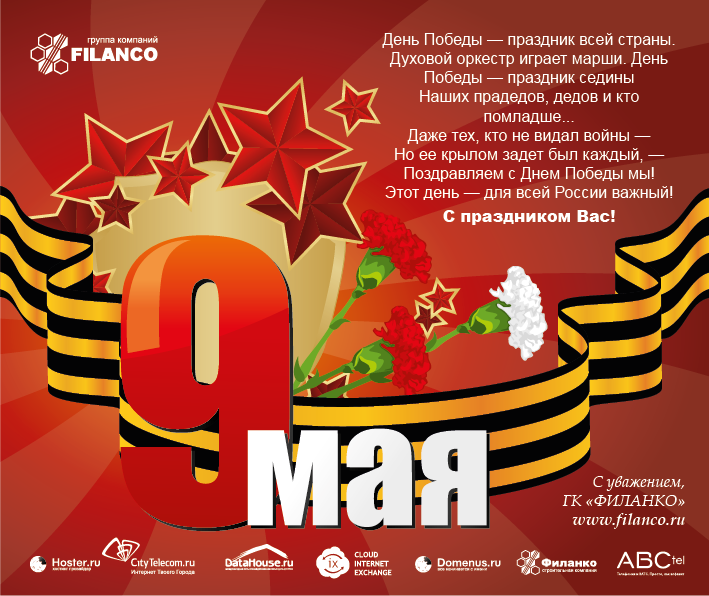 группа компаний
FILANCO
День Победы — праздник всей страны.
Духовой оркестр играет марши. День
Победы — праздник седины
Наших прадедов, дедов и кто
помладше...
Даже тех, кто не видал войны —
Но ее крылом задет был каждый, —
Поздравляем с Днем Победы мы!
Этот день — для всей России важный!
С праздником Вас!
9 мая
С уважением,
ГК «ФИЛАНКО»
www.filanco.ru
Hoster.ru
хостинг провайдер
CityTelecom.ru
Интернет Твоего Города
DataHouse.ru
ix
CLOUD
INTERNET
EXCHANGE
Domenus.ru
Филанко
строительная компания
ABCtel